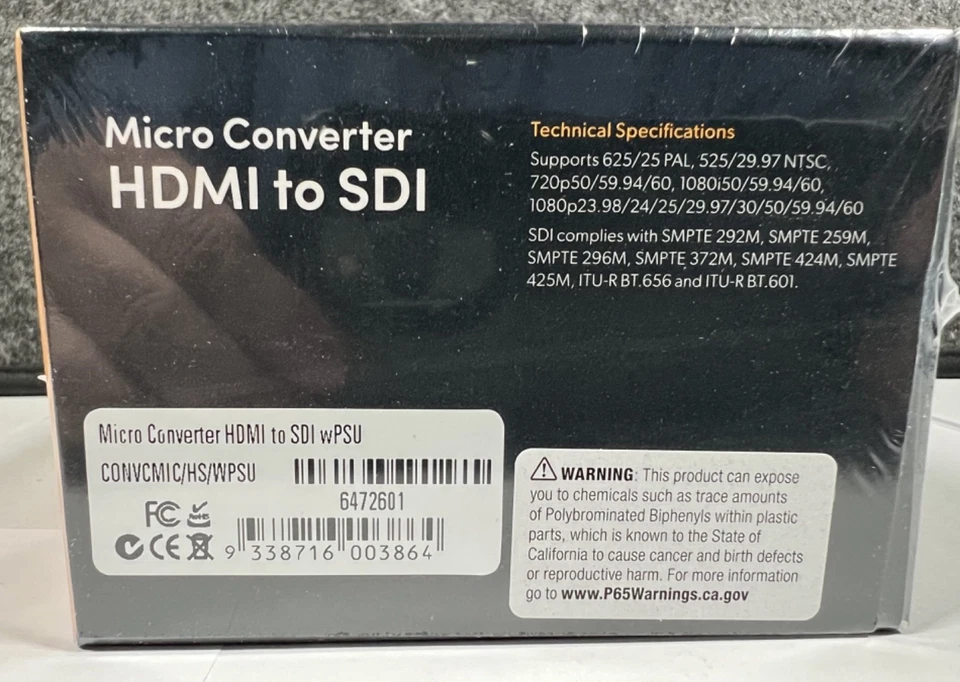 Micro Converter
HDMI to SDI
Technical Specifications
Supports 625/25 PAL, 525/29.97 NTSC,
720p50/59.94/60, 1080i50/59.94/60,
1080p23.98/24/25/29.97/30/50/59.94/60
SDI complies with SMPTE 292M, SMPTE 259M,
SMPTE 296M, SMPTE 372M, SMPTE 424M, SMPTE
425M, ITU-R BT.656 and ITU-R BT.601.
Micro Converter HDMI to SDI wPSU
CONVCMIC/HS/WPSU
6472601
FC RoHS
CE 9 338716 003864
WARNING: This product can expose
you to chemicals such as trace amounts
of Polybrominated Biphenyls within plastic
parts, which is known to the State of
California to cause cancer and birth defects
or reproductive harm. For more information
go to www.P65Warnings.ca.gov